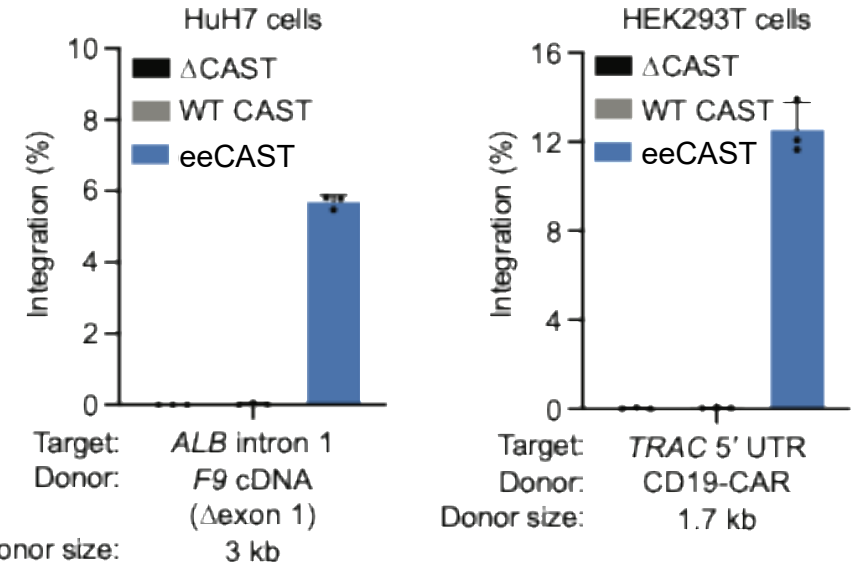 HuH7 cells
10
8
6
4
2
0
Integration (%)
ΔCAST
WT CAST
eeCAST
Target: ALB intron 1
Donor: F9 cDNA
(Δexon 1)
onor size: 3 kb
HEK293T cells
16
12
8
4
0
Integration (%)
ΔCAST
WT CAST
eeCAST
Target: TRAC 5′ UTR
Donor: CD19-CAR
Donor size: 1.7 kb